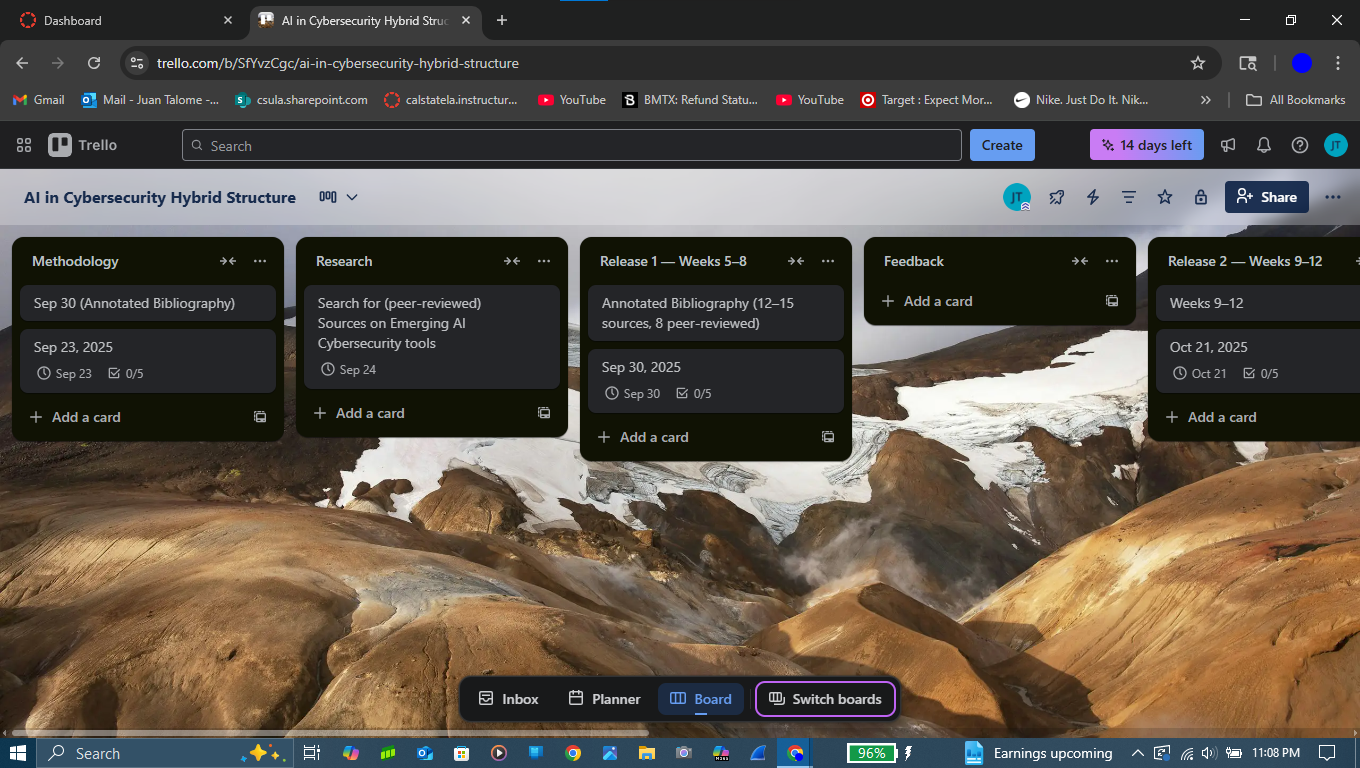 Dashboard
AI in Cybersecurity Hybrid Struc
trello.com/b/SfYvzCgc/ai-in-cybersecurity-hybrid-structure
Gmail
Mail - Juan Talome -...
csula.sharepoint.com
calstatela.instructur...
YouTube
BMTX: Refund Statu...
YouTube
Target : Expect Mor...
Nike. Just Do It. Nik...
All Bookmarks
Trello
Search
Create
14 days left
JT
AI in Cybersecurity Hybrid Structure
JT
Share
Methodology
Sep 30 (Annotated Bibliography)
Sep 23, 2025
Sep 23 0/5
Add a card
Research
Search for (peer-reviewed)
Sources on Emerging AI
Cybersecurity tools
Sep 24
Add a card
Release 1 — Weeks 5–8
Annotated Bibliography (12–15
sources, 8 peer-reviewed)
Sep 30, 2025
Sep 30 0/5
Add a card
Feedback
Add a card
Release 2 — Weeks 9–12
Weeks 9–12
Oct 21, 2025
Oct 21 0/5
Add a card
Inbox
Planner
Board
Switch boards
Search
96%
Earnings upcoming
11:08 PM